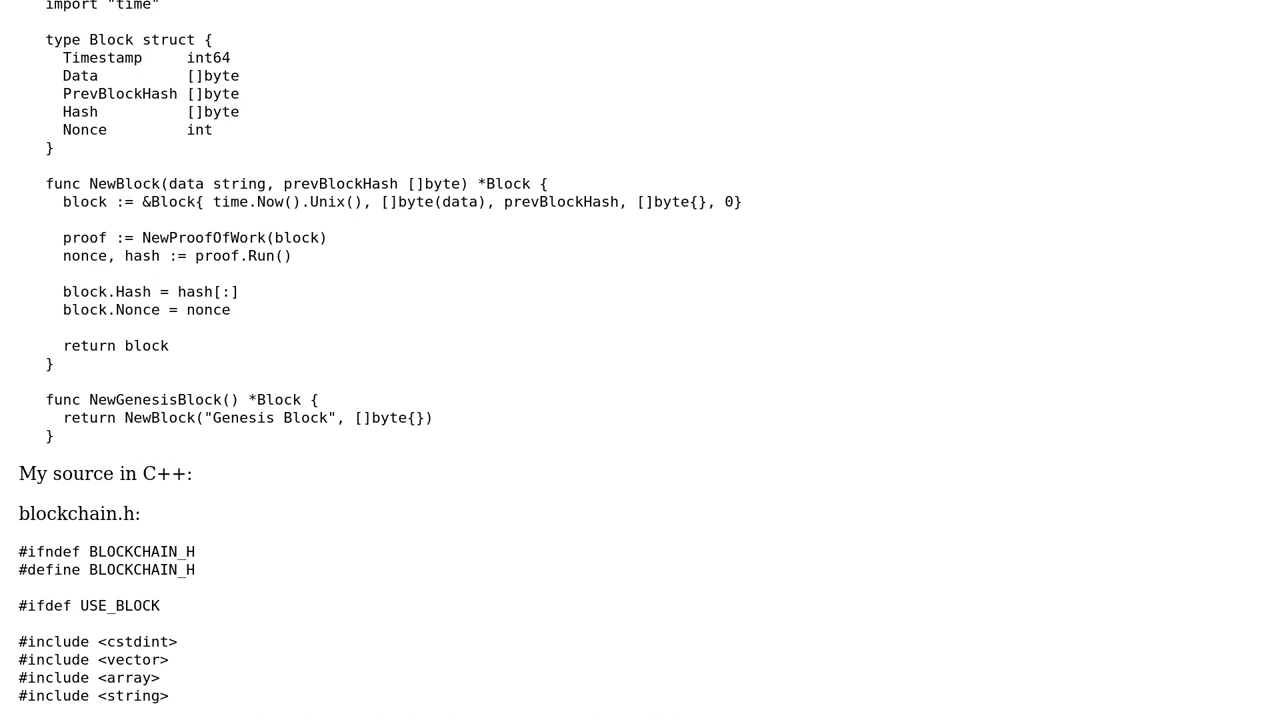 import "time"
type Block struct {
Timestamp     int64
Data          []byte
PrevBlockHash []byte
Hash          []byte
Nonce         int
}
func NewBlock(data string, prevBlockHash []byte) *Block {
block := &Block{ time.Now().Unix(), []byte(data), prevBlockHash, []byte{}, 0}
proof := NewProofOfWork(block)
nonce, hash := proof.Run()
block.Hash = hash[:]
block.Nonce = nonce
return block
}
func NewGenesisBlock() *Block {
return NewBlock("Genesis Block", []byte{})
}
My source in C++:
blockchain.h:
#ifndef BLOCKCHAIN_H
#define BLOCKCHAIN_H
#ifdef USE_BLOCK
#include <cstdint>
#include <vector>
#include <array>
#include <string>